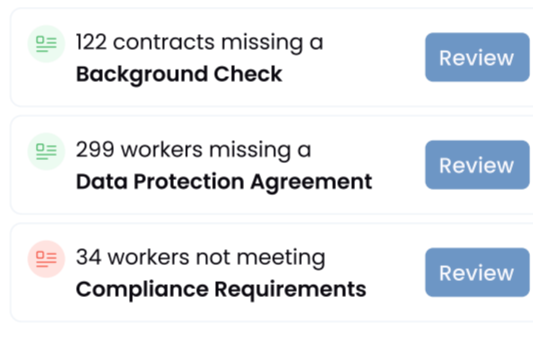 122 contracts missing a
Background Check
Review
299 workers missing a
Data Protection Agreement
Review
34 workers not meeting
Compliance Requirements
Review